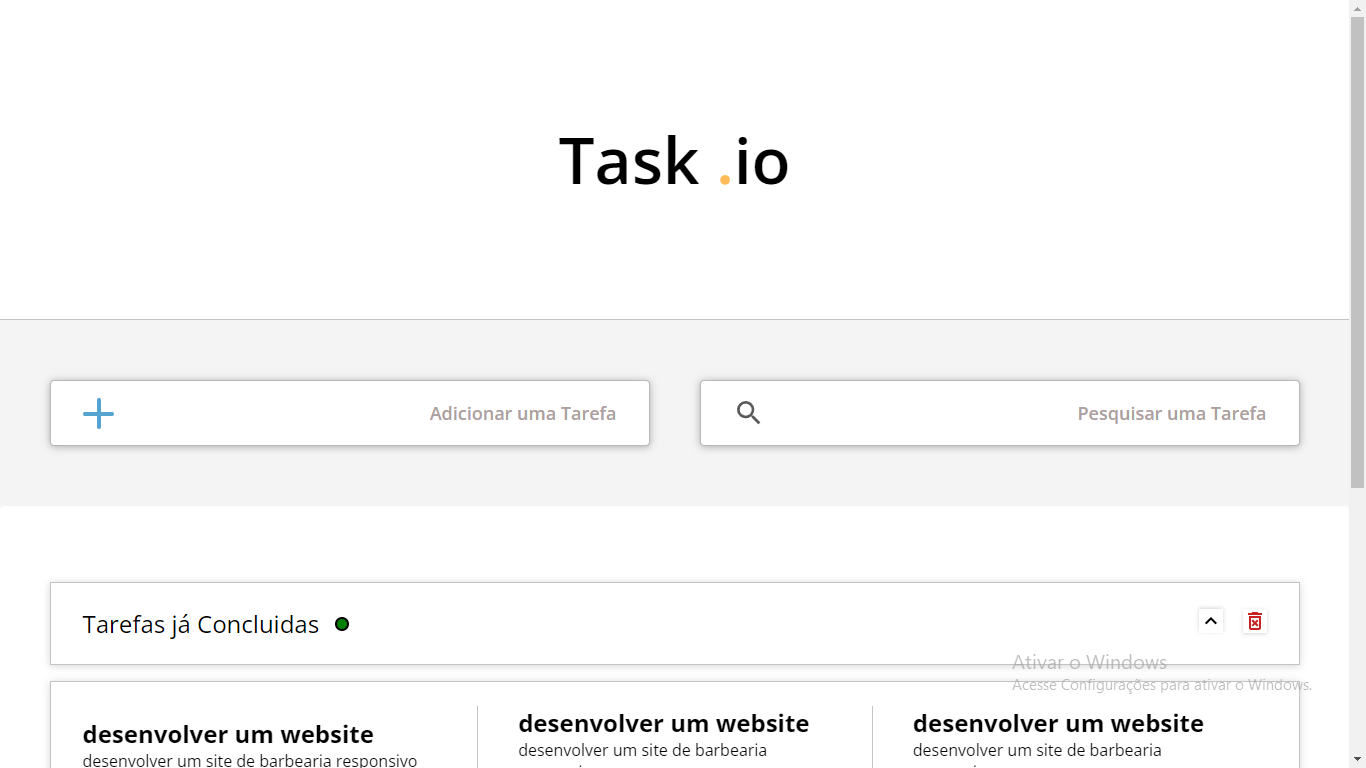 Task .io
Adicionar uma Tarefa
Pesquisar uma Tarefa
Tarefas já Concluidas
Ativar o Windows
Acesse Configurações para ativar o Windows.
desenvolver um website
desenvolver um site de barbearia responsivo
desenvolver um website
desenvolver um site de barbearia
desenvolver um website
desenvolver um site de barbearia